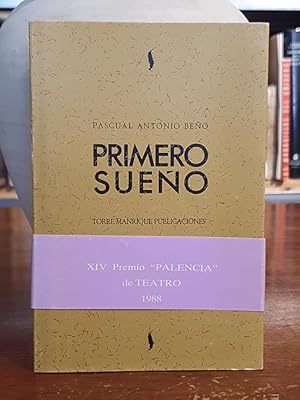 PASCUAL ANTONIO BEÑO
PRIMERO
SUEÑO
TORRE MANRIQUE PUBLICACIONES
XIV Premio "PALENCIA"
de TEATRO
1988